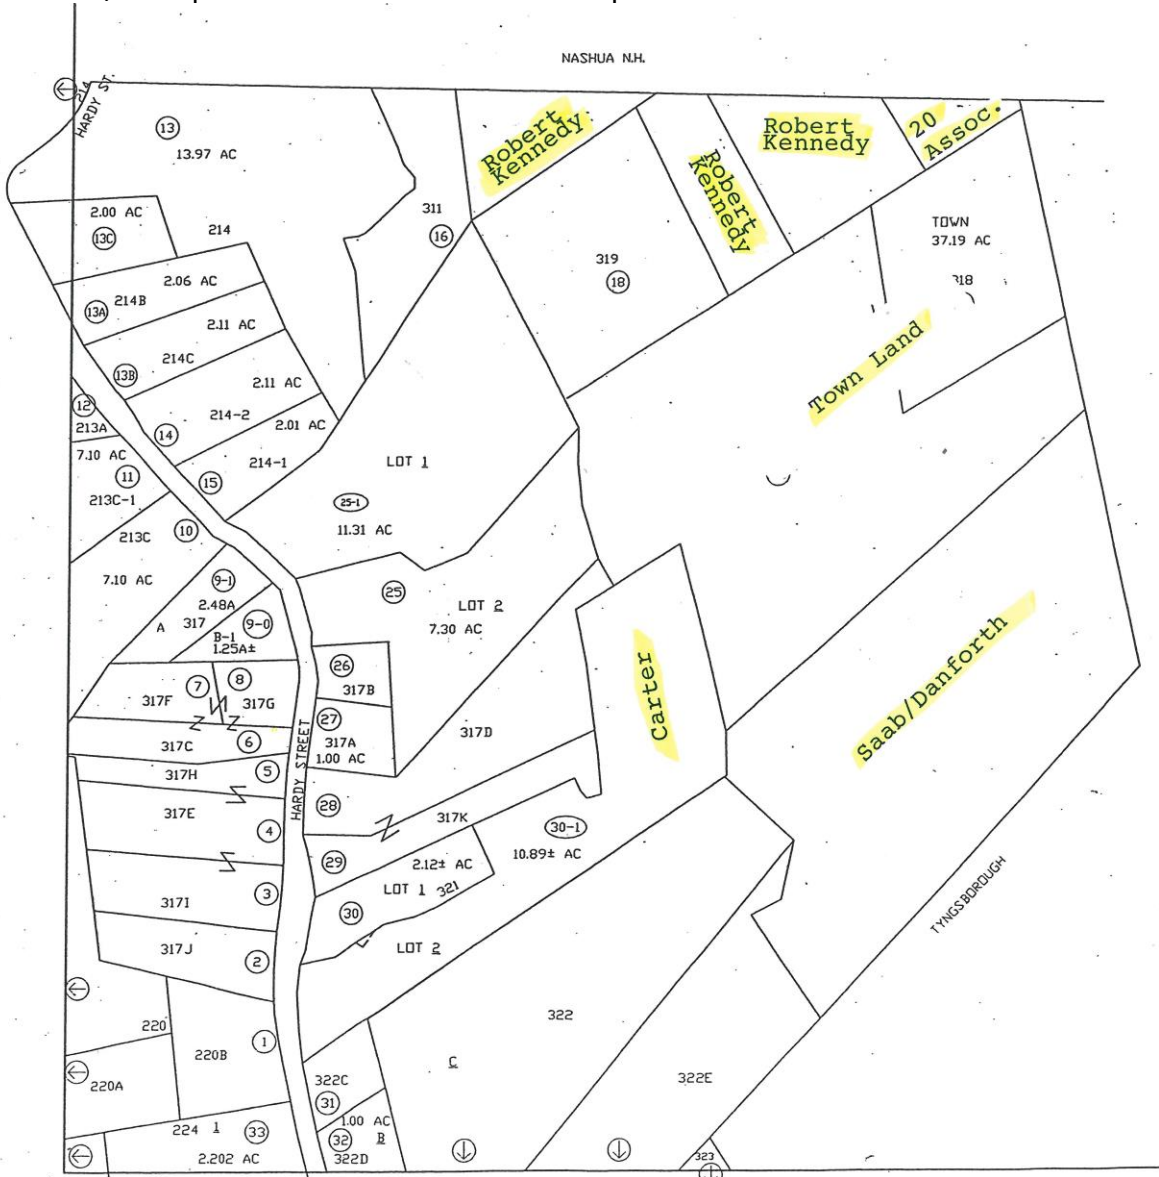 NASHUA N.H.
214
HARDY ST.
13
13.97 AC
Robert
Kennedy
Robert
Kennedy
20
Assoc.
Robert
Kennedy
2.00 AC
13C
214
311
16
TOWN
37.19 AC
318
319
18
2.06 AC
214B
13A
2.11 AC
214C
13B
2.11 AC
214-2
14
2.01 AC
214-1
15
Town Land
12
213A
7.10 AC
11
213C-1
LOT 1
25-1
11.31 AC
213C
10
7.10 AC
9-1
2.48A
A
317
9-0
B-1
1.25A±
25
LOT 2
7.30 AC
Carter
Saab/Danforth
26
317B
7
8
317F
317G
27
317A
1.00 AC
317D
317C
6
HARDY STREET
317H
5
317E
4
28
317K
30-1
10.89± AC
29
2.12± AC
LOT 1
321
317I
3
30
317J
2
LOT 2
TYNGSBOROUGH
220
220B
1
322
220A
C
322C
31
322E
1.00 AC
32
B
322D
224
1
33
2.202 AC
323